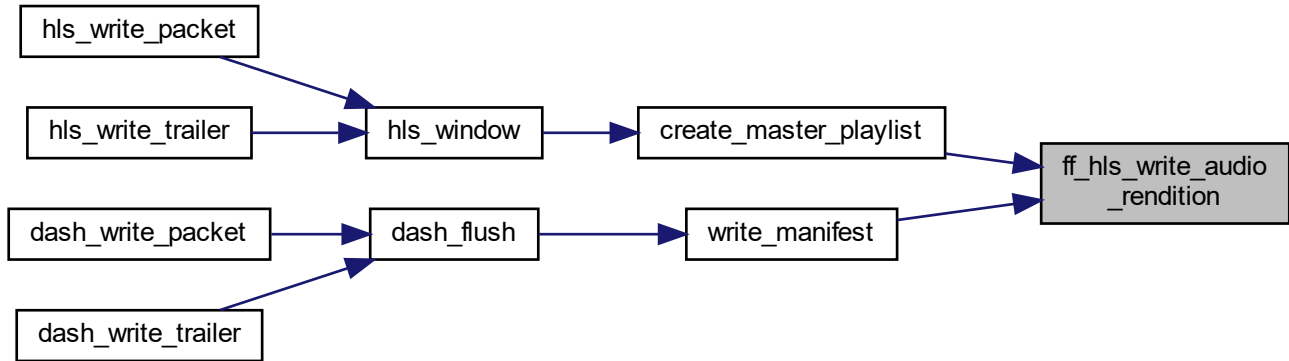 hls_write_packet
hls_write_trailer
hls_window
create_master_playlist
ff_hls_write_audio
_rendition
dash_write_packet
dash_flush
write_manifest
dash_write_trailer